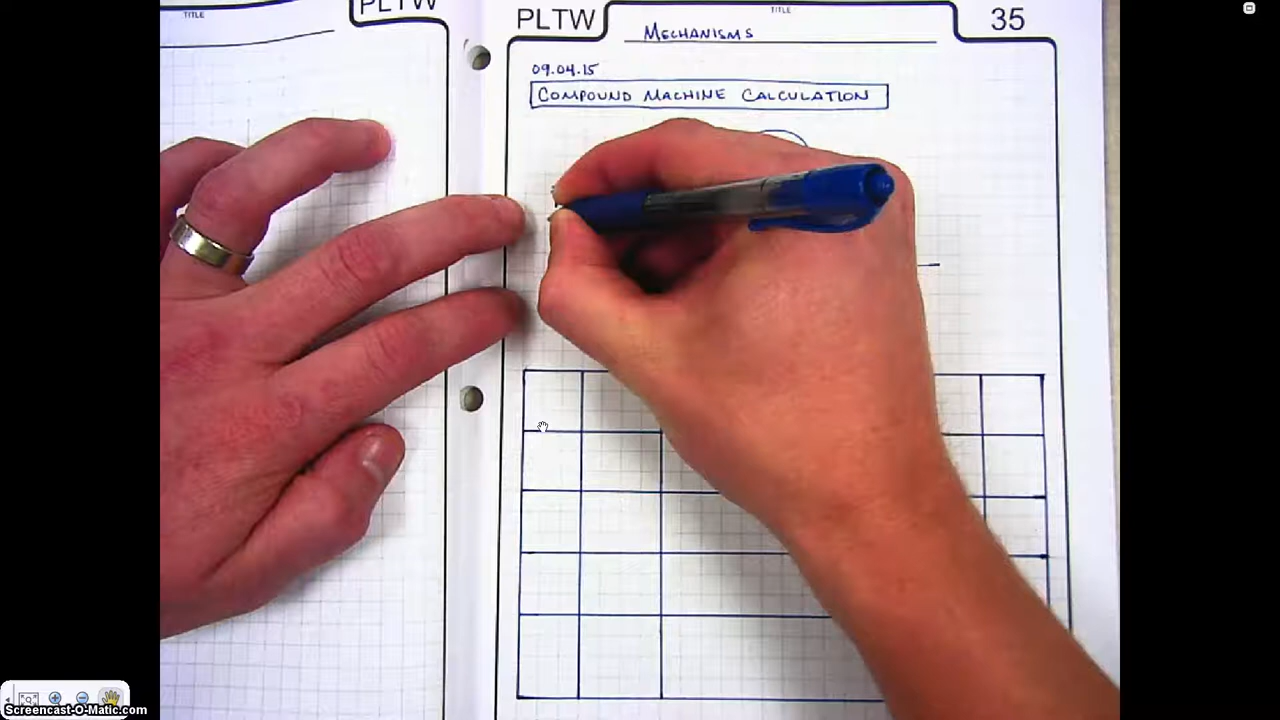 TITLE
PLTW
PLTW
TITLE
35
MECHANISMS
09.04.15
COMPOUND MACHINE CALCULATION
Screencast-O-Matic.com